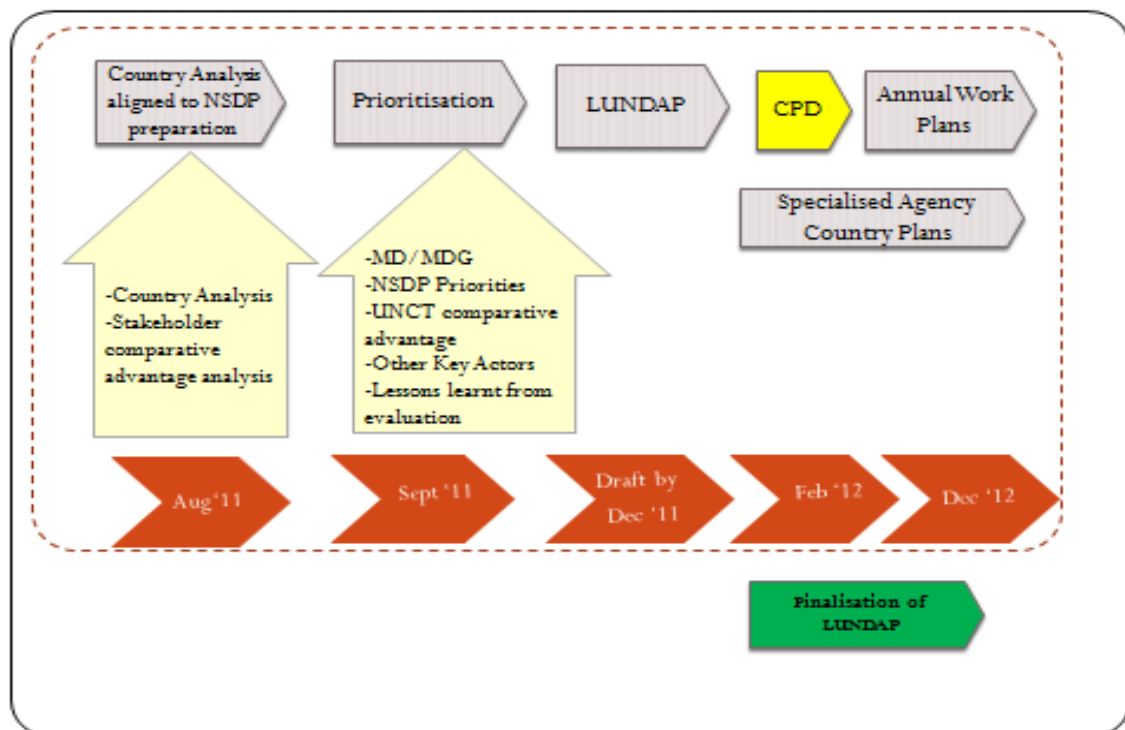 Country Analysis
aligned to NSDP
preparation
Prioritisation
LUNDAP
CPD
Annual Work
Plans
Specialised Agency
Country Plans
-Country Analysis
-Stakeholder
comparative
advantage analysis
-MD/MDG
-NSDP Priorities
-UNCT comparative
advantage
-Other Key Actors
-Lessons learnt from
evaluation
Aug ‘11
Sept ‘11
Draft by
Dec ‘11
Feb ‘12
Dec ‘12
Finalisation of
LUNDAP